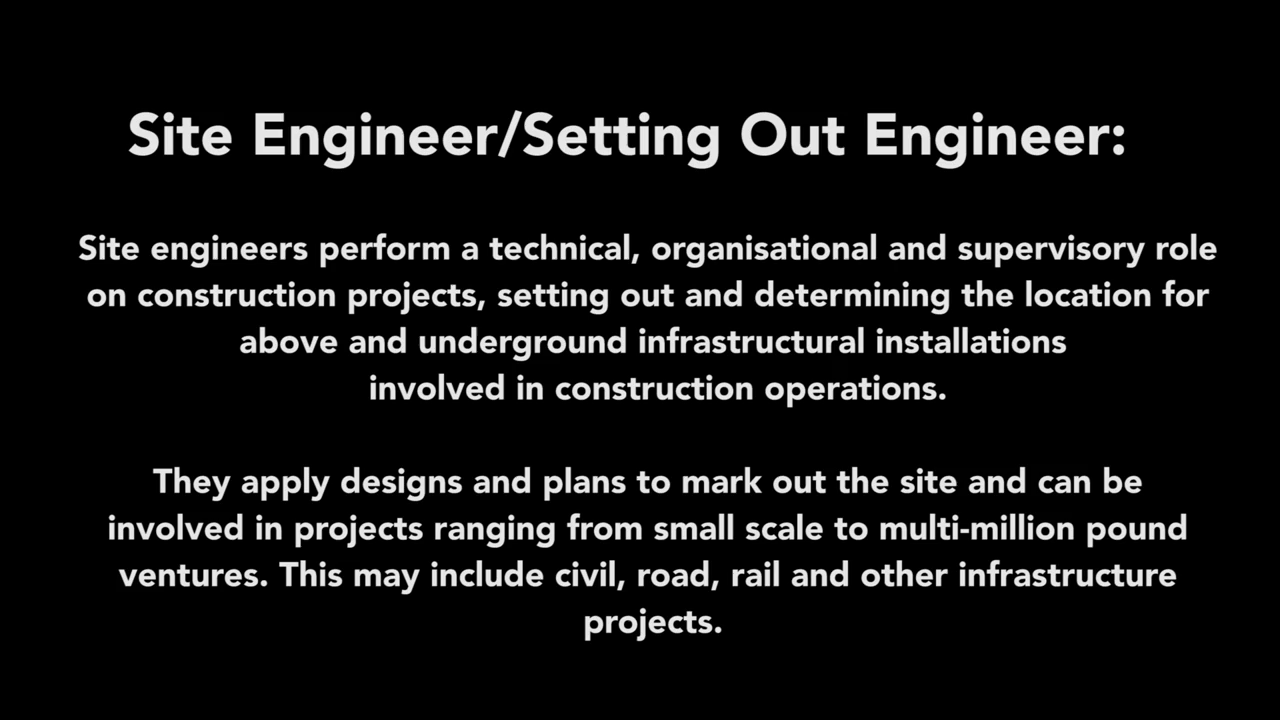 Site Engineer/Setting Out Engineer:
Site engineers perform a technical, organisational and supervisory role
on construction projects, setting out and determining the location for
above and underground infrastructural installations
involved in construction operations.
They apply designs and plans to mark out the site and can be
involved in projects ranging from small scale to multi-million pound
ventures. This may include civil, road, rail and other infrastructure
projects.